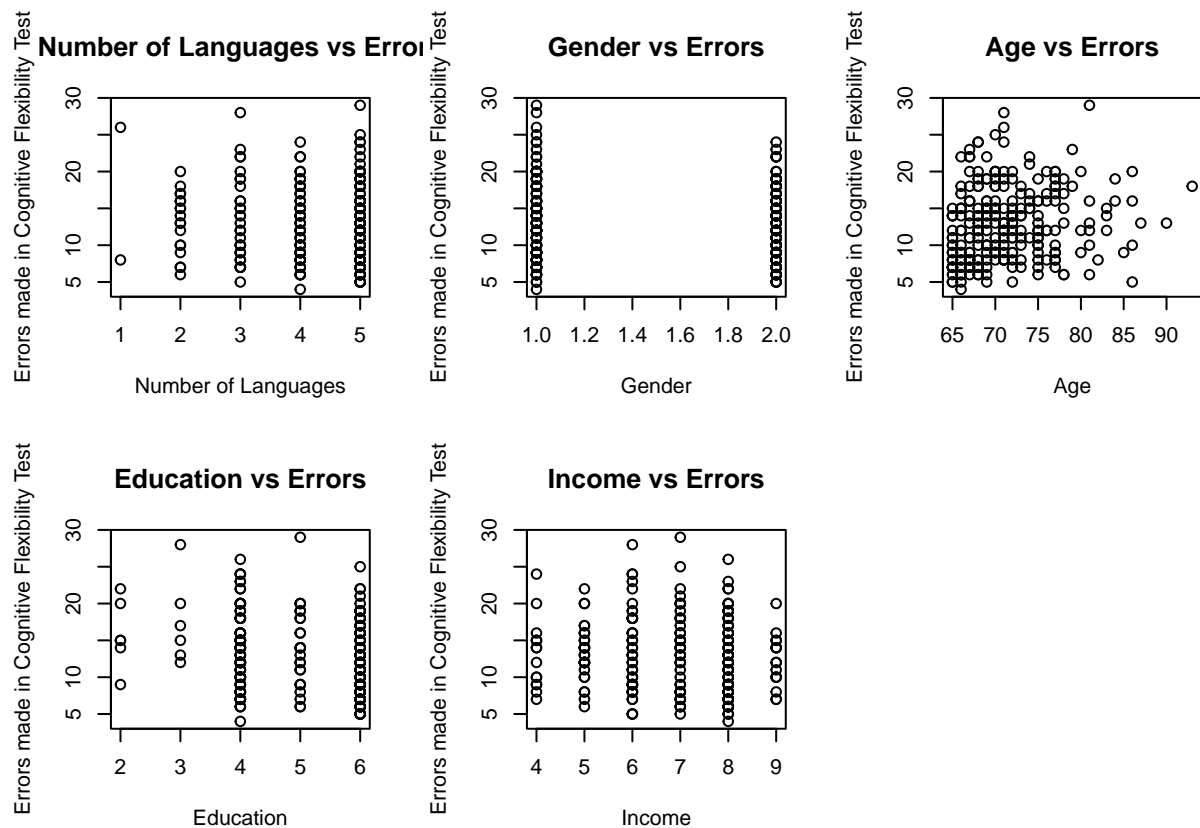 Number of Languages vs Error
Errors made in Cognitive Flexibility Test
30
20
10
5
1 2 3 4 5
Number of Languages
Gender vs Errors
Errors made in Cognitive Flexibility Test
30
20
10
5
1.0 1.2 1.4 1.6 1.8 2.0
Gender
Age vs Errors
Errors made in Cognitive Flexibility Test
30
20
10
5
65 70 75 80 85 90
Age
Education vs Errors
Errors made in Cognitive Flexibility Test
30
20
10
5
2 3 4 5 6
Education
Income vs Errors
Errors made in Cognitive Flexibility Test
30
20
10
5
4 5 6 7 8 9
Income